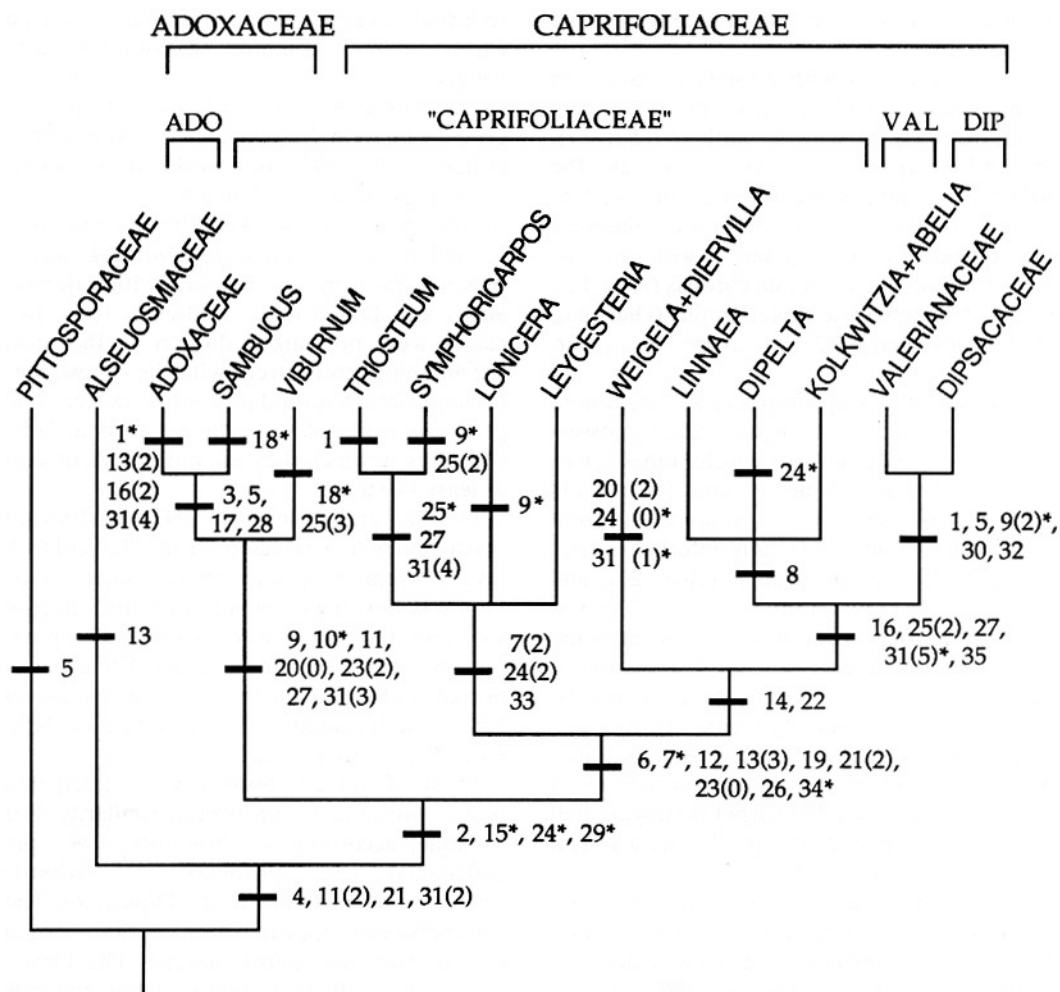 ADOXACEAE CAPRIFOLIACEAE
ADO "CAPRIFOLIACEAE" VAL DIP
PITTOSPORACEAE
ALSEUOSMIACEAE
ADOXACEAE
SAMBUCUS
VIBURNUM
TRIOSTEUM
SYMPHORICARPOS
LONICERA
LEYCESTERIA
WEIGELA+DIERVILLA
LINNAEA
DIPELTA
KOLKWITZIA+ABELIA
VALERIANACEAE
DIPSACACEAE
1*
13(2)
16(2)
31(4)
18*
3, 5,
17, 28
18*
25(3)
1
9*
25(2)
25*
27
31(4)
9*
20 (2)
24 (0)*
31 (1)*
24*
8
1, 5, 9(2)*,
30, 32
5
13
9, 10*, 11,
20(0), 23(2),
27, 31(3)
7(2)
24(2)
33
16, 25(2), 27,
31(5)*, 35
14, 22
6, 7*, 12, 13(3), 19, 21(2),
23(0), 26, 34*
2, 15*, 24*, 29*
4, 11(2), 21, 31(2)